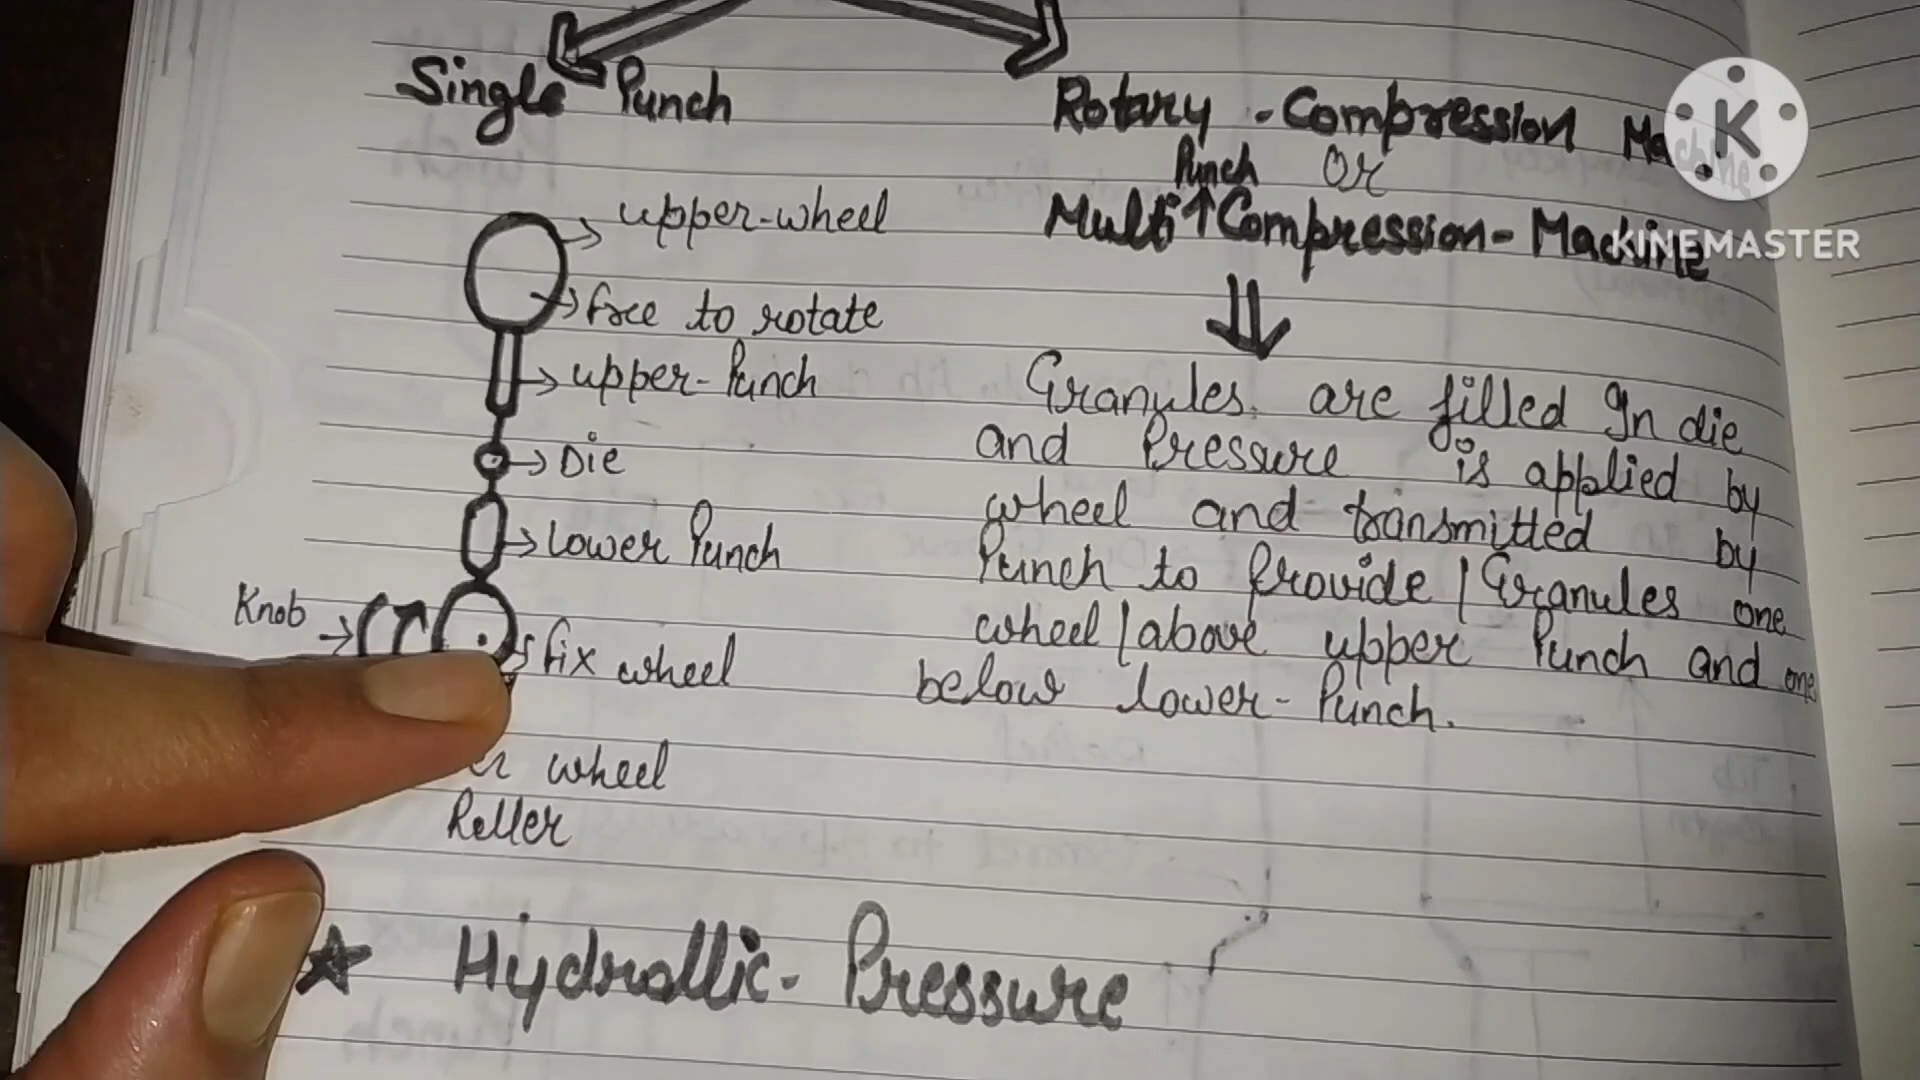 Single Punch
upper-wheel
free to rotate
upper-Punch
Die
Lower Punch
Knob
fix wheel
wheel
Roller
Rotary - Compression Machine
Punch or
Multi ↑ Compression - Machine
Granules are filled In die
and Pressure is applied by
wheel and transmitted by
Punch to Provide / Granules one
wheel / above upper Punch and one
below lower - Punch.
Hydrollic - Pressure
K
KINEMASTER